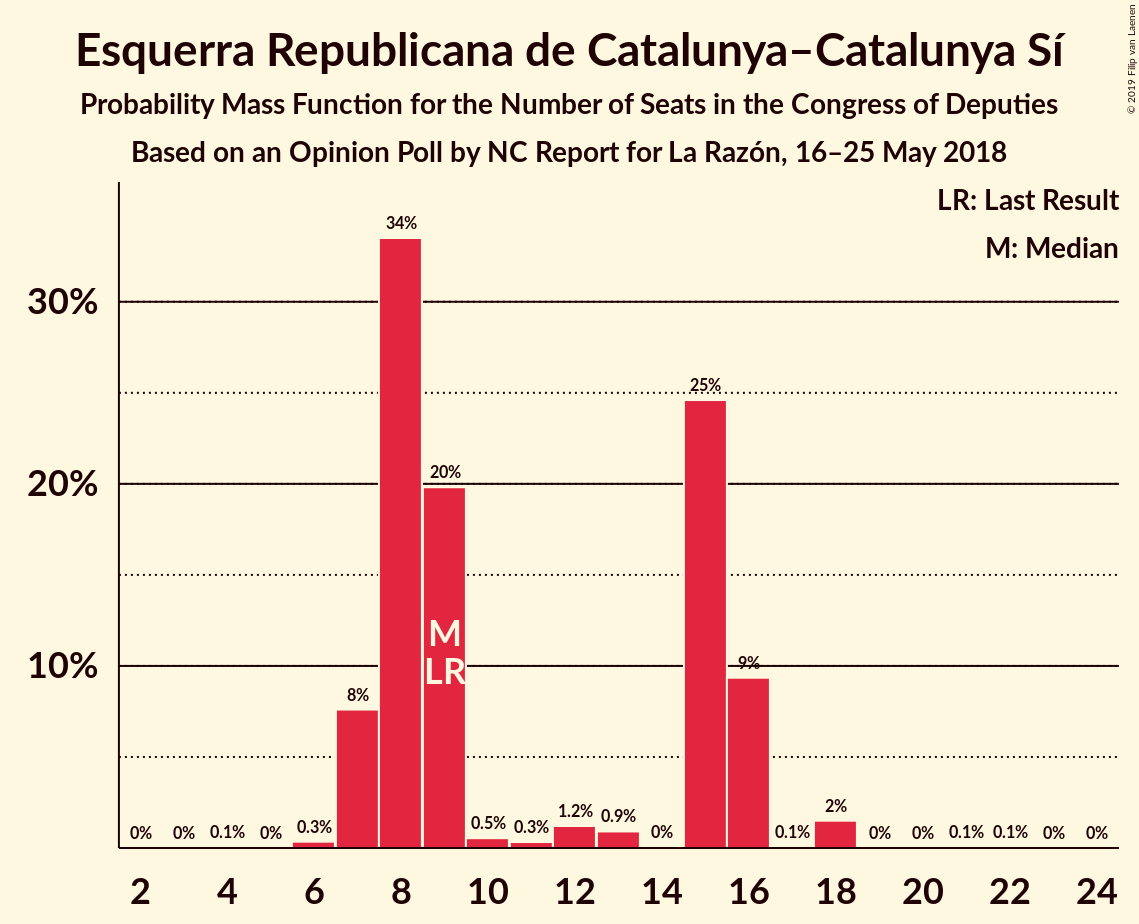 Esquerra Republicana de Catalunya–Catalunya Sí
Probability Mass Function for the Number of Seats in the Congress of Deputies
Based on an Opinion Poll by NC Report for La Razón, 16–25 May 2018
© 2019 Filip van Laenen
LR: Last Result
M: Median
30%
20%
10%
0%
0%
0.1%
0%
0.3%
8%
34%
20%
0.5%
0.3%
1.2%
0.9%
0%
25%
9%
0.1%
2%
0%
0%
0.1%
0.1%
0%
0%
M
LR
2 4 6 8 10 12 14 16 18 20 22 24